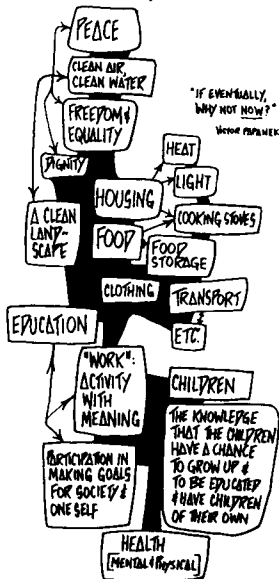 PEACE
CLEAN AIR,
CLEAN WATER
"IF EVENTUALLY,
WHY NOT NOW?"
VICTOR PAPANEK
FREEDOM &
EQUALITY
DIGNITY
HEAT
LIGHT
HOUSING
A CLEAN
LAND-
SCAPE
COOKING STOVES
FOOD
FOOD
STORAGE
CLOTHING
TRANSPORT
&
ETC.
EDUCATION
"WORK":
ACTIVITY
WITH
MEANING
CHILDREN
THE KNOWLEDGE
THAT THE CHILDREN
HAVE A CHANCE
TO GROW UP &
TO BE EDUCATED
& HAVE CHILDREN
OF THEIR OWN
PARTICIPATION IN
MAKING GOALS
FOR SOCIETY &
ONE SELF
HEALTH
[MENTAL & PHYSICAL]